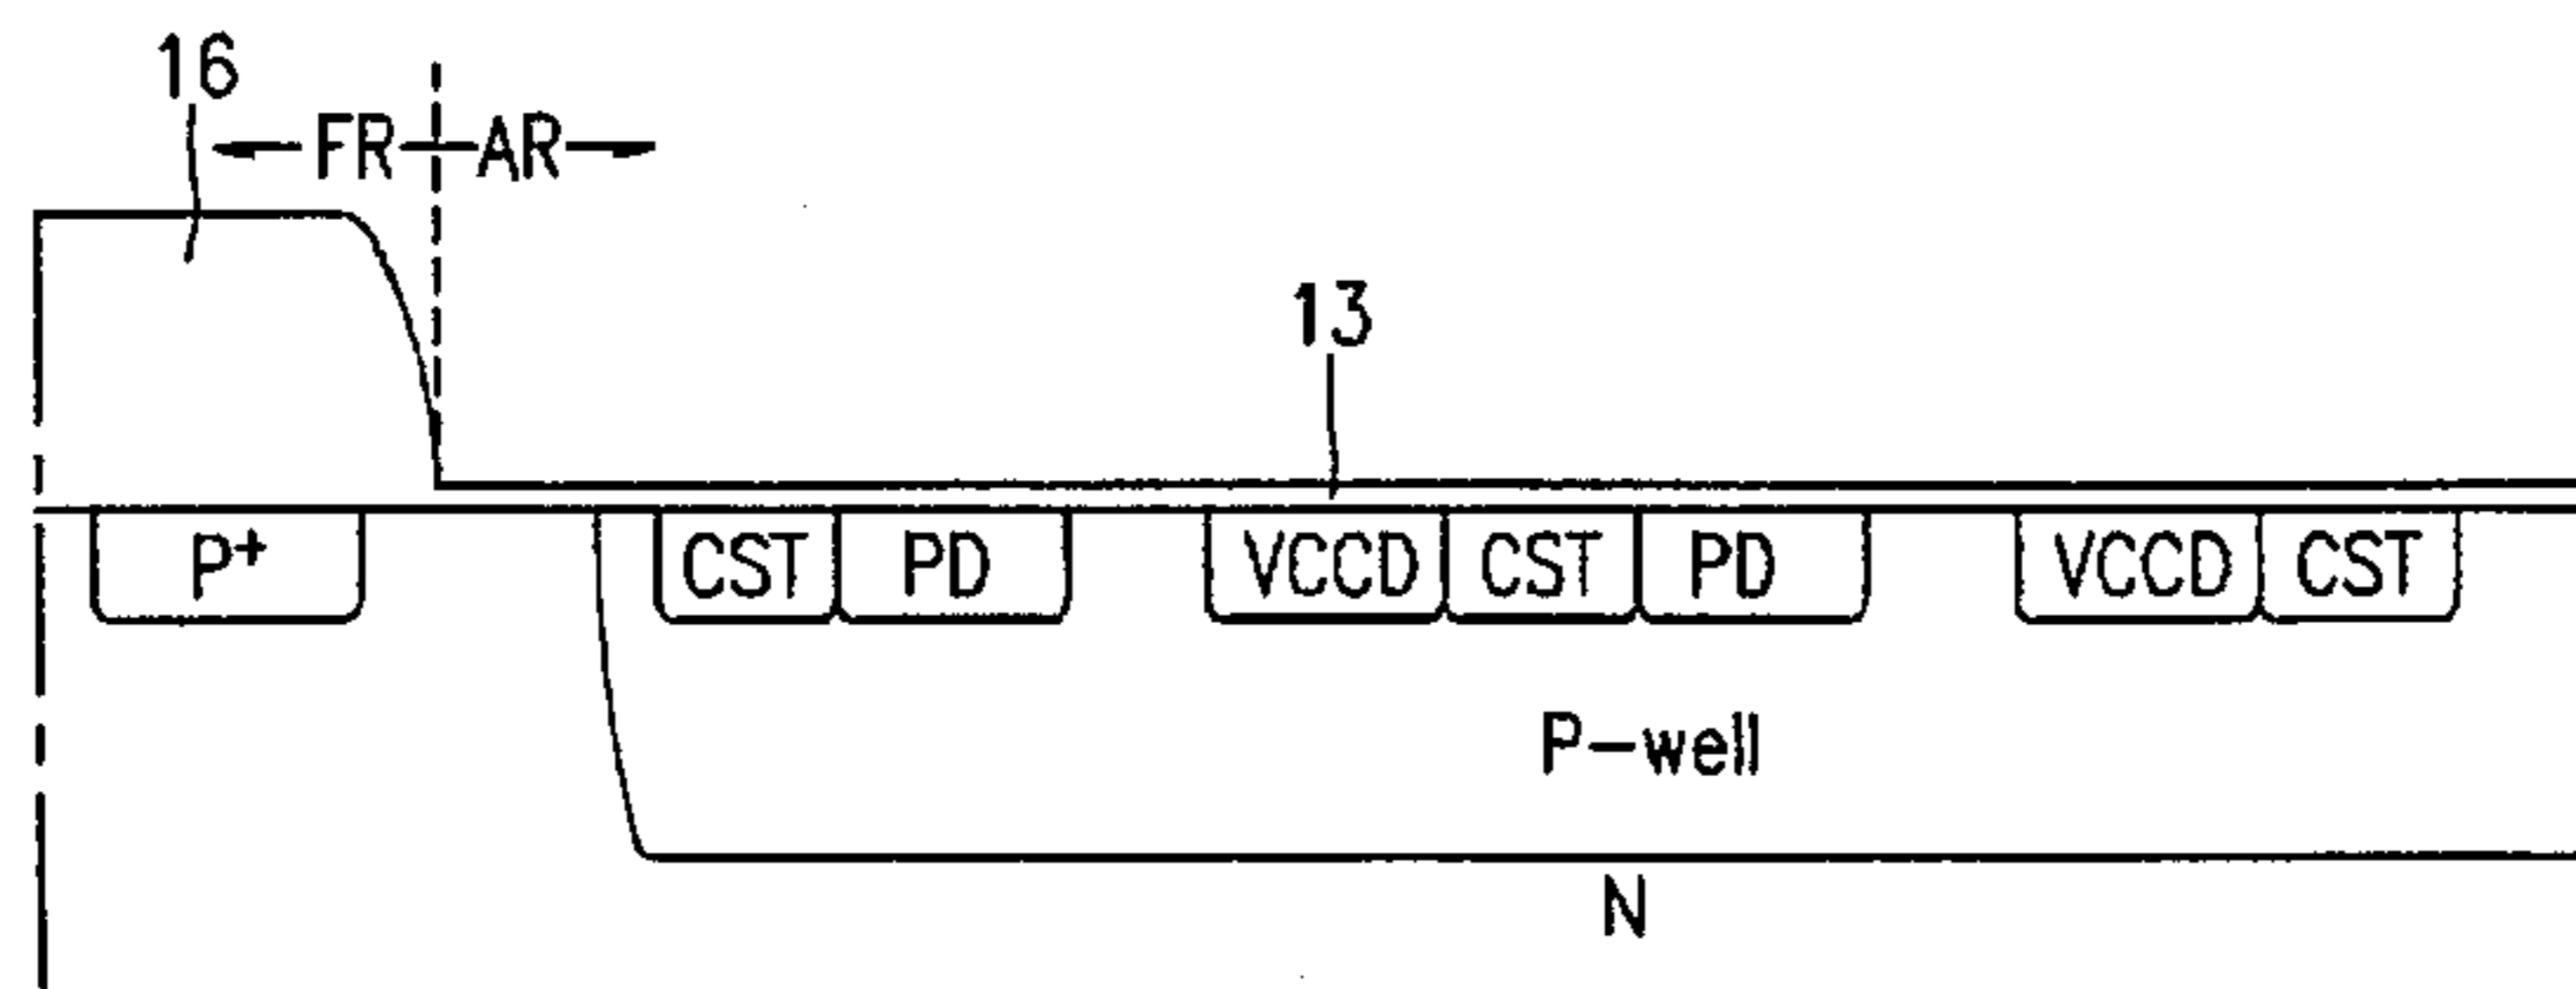 16
FR AR
13
P+ CST PD VCCD CST PD VCCD CST
P-well
N